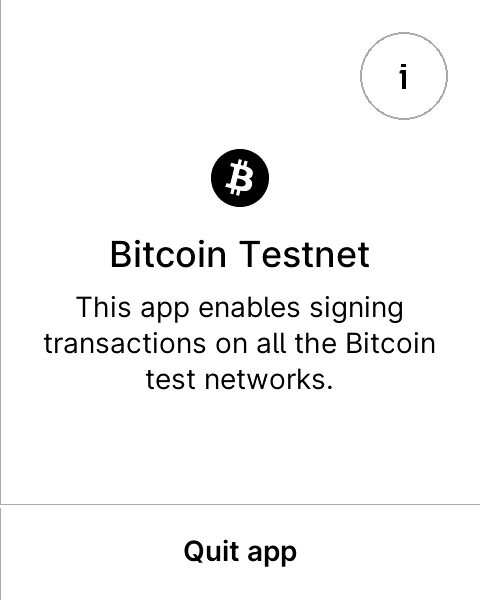 i
Bitcoin Testnet
This app enables signing
transactions on all the Bitcoin
test networks.
Quit app